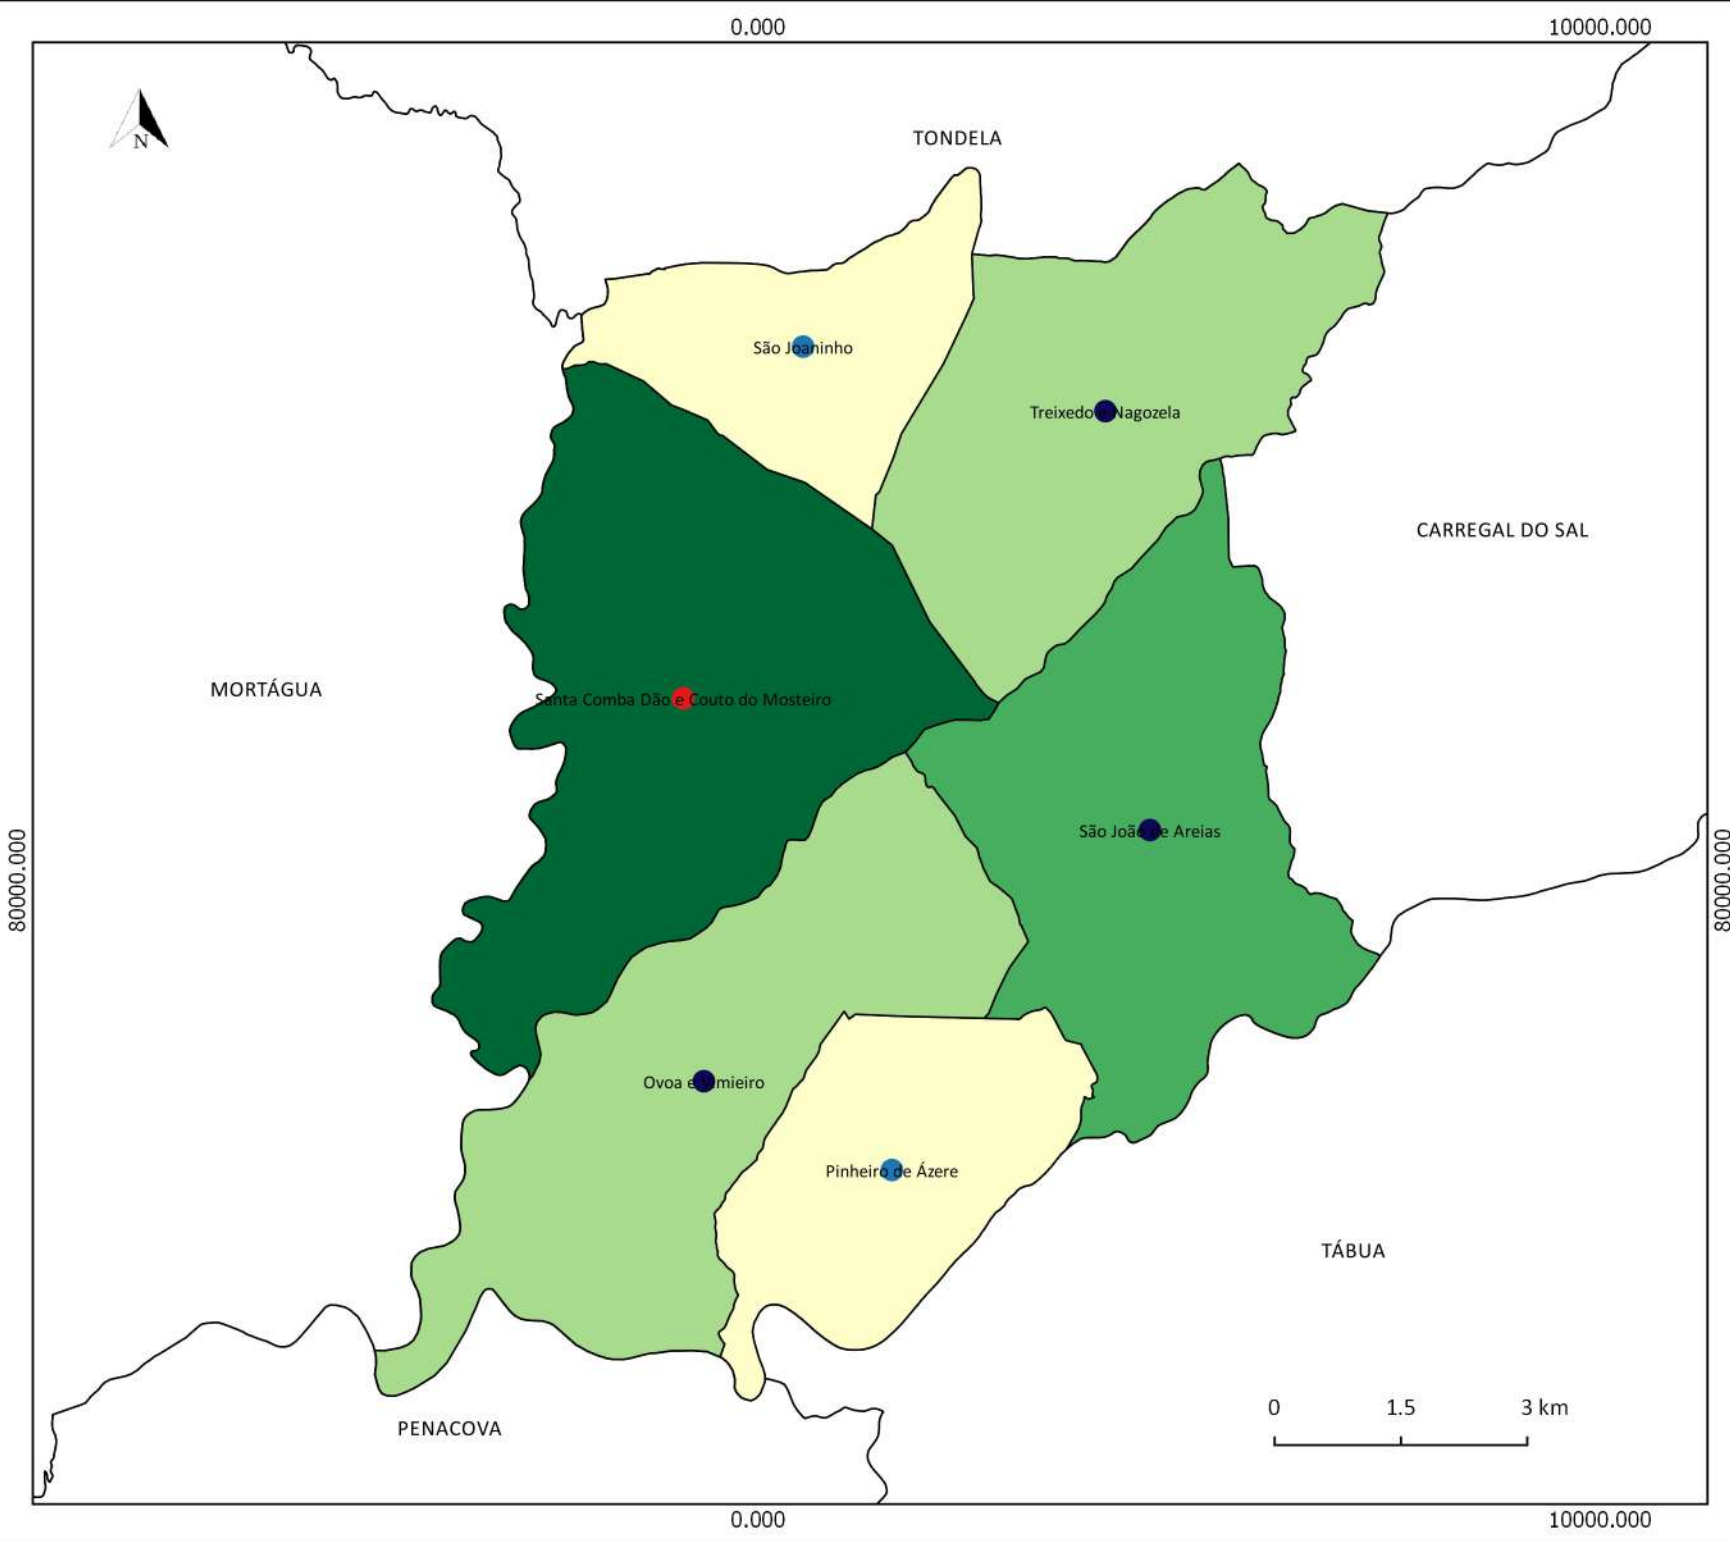 0.000 10000.000
N
TONDELA
São Joaninho
Treixedo e Nagozela
CARREGAL DO SAL
MORTÁGUA
Santa Comba Dão e Couto do Mosteiro
São João de Areias
80000.000 80000.000
Ovoa e Vimieiro
Pinheiro de Ázere
TÁBUA
0 1.5 3 km
PENACOVA
0.000 10000.000